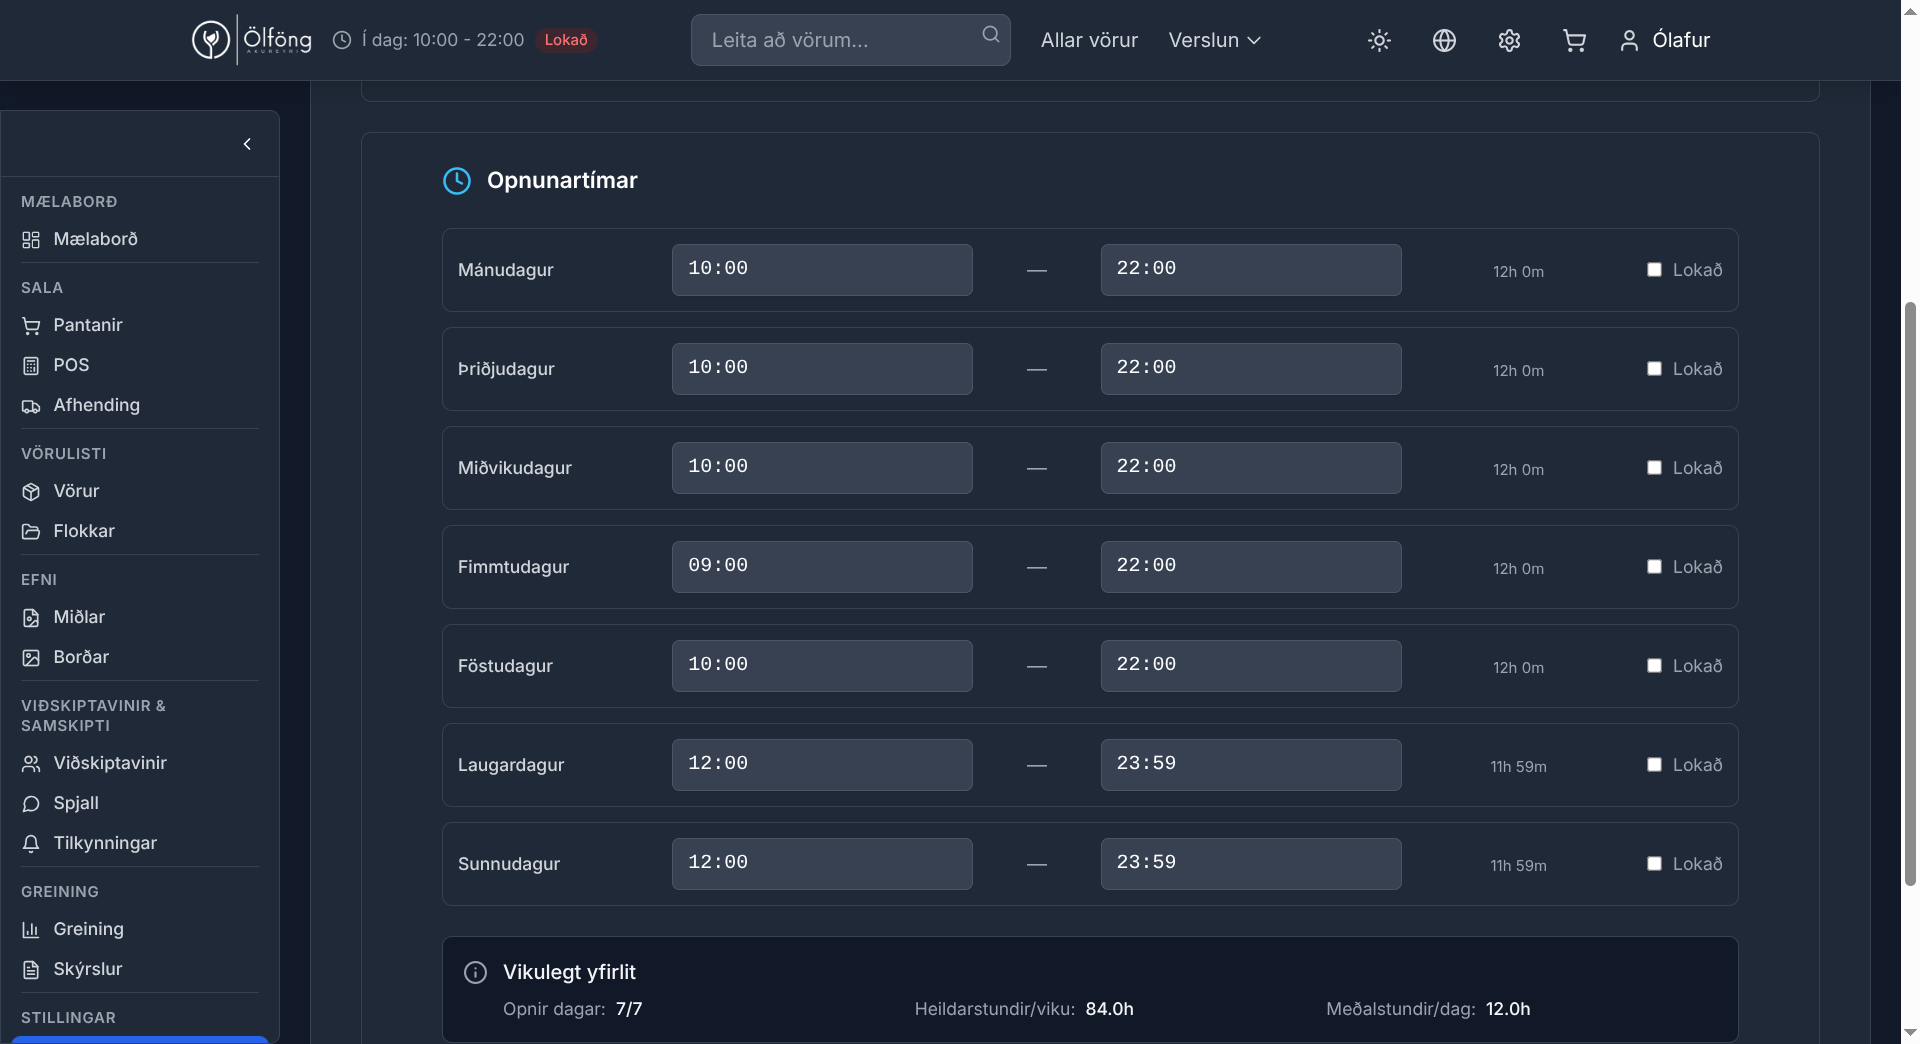 Ölföng
AKUREYRI
Í dag: 10:00 - 22:00
Lokað
Leita að vörum...
Allar vörur
Verslun
Ólafur
MÆLABORÐ
Mælaborð
SALA
Pantanir
POS
Afhending
VÖRULISTI
Vörur
Flokkar
EFNI
Miðlar
Borðar
VIÐSKIPTAVINIR &
SAMSKIPTI
Viðskiptavinir
Spjall
Tilkynningar
GREINING
Greining
Skýrslur
STILLINGAR
Opnunartímar
Mánudagur 10:00 — 22:00 12h 0m Lokað
Þriðjudagur 10:00 — 22:00 12h 0m Lokað
Miðvikudagur 10:00 — 22:00 12h 0m Lokað
Fimmtudagur 09:00 — 22:00 12h 0m Lokað
Föstudagur 10:00 — 22:00 12h 0m Lokað
Laugardagur 12:00 — 23:59 11h 59m Lokað
Sunnudagur 12:00 — 23:59 11h 59m Lokað
Vikulegt yfirlit
Opnir dagar: 7/7 Heildarstundir/viku: 84.0h Meðalstundir/dag: 12.0h